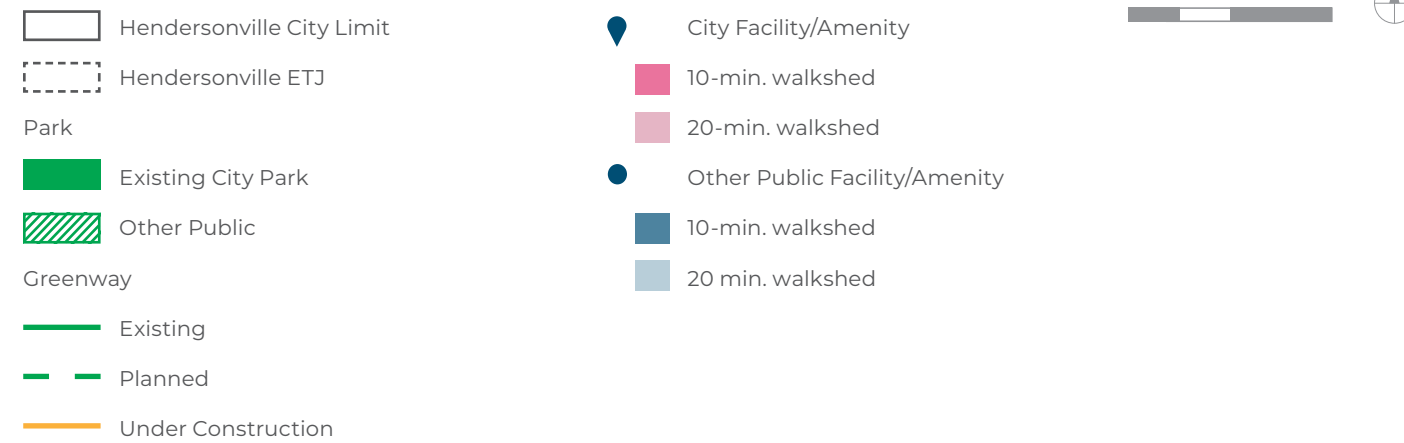 Hendersonville City Limit
Hendersonville ETJ
Park
Existing City Park
Other Public
Greenway
Existing
Planned
Under Construction
City Facility/Amenity
10-min. walkshed
20-min. walkshed
Other Public Facility/Amenity
10-min. walkshed
20 min. walkshed